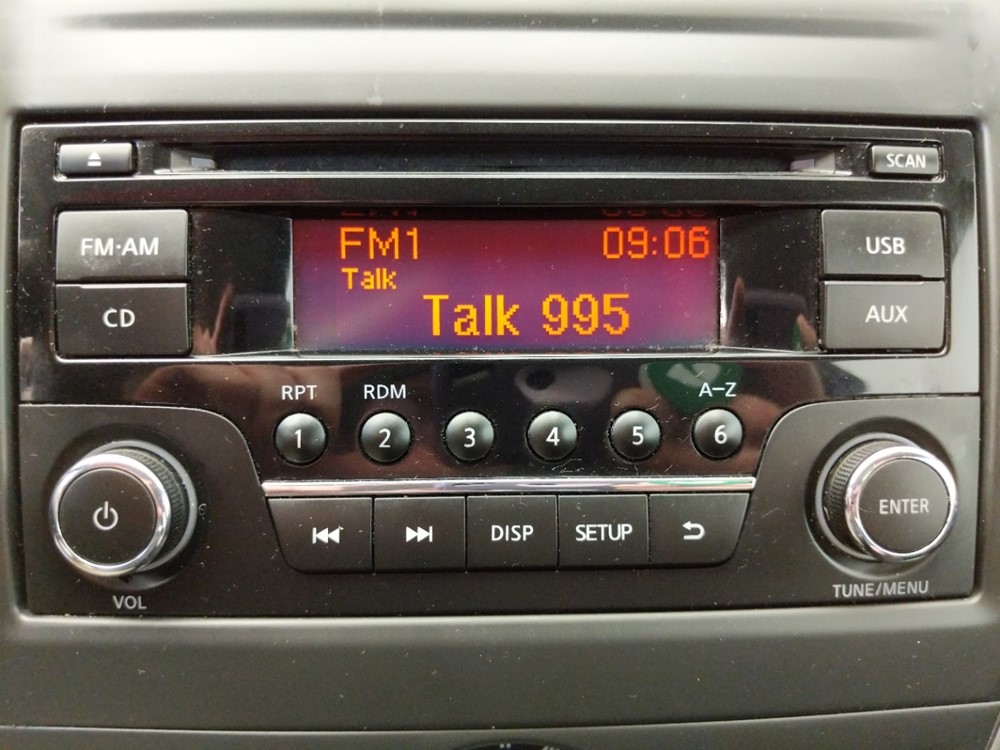 SCAN
FM·AM
CD
FM1 09:06
Talk
Talk 995
USB
AUX
RPT RDM A–Z
1 2 3 4 5 6
DISP SETUP
ENTER
VOL
TUNE/MENU